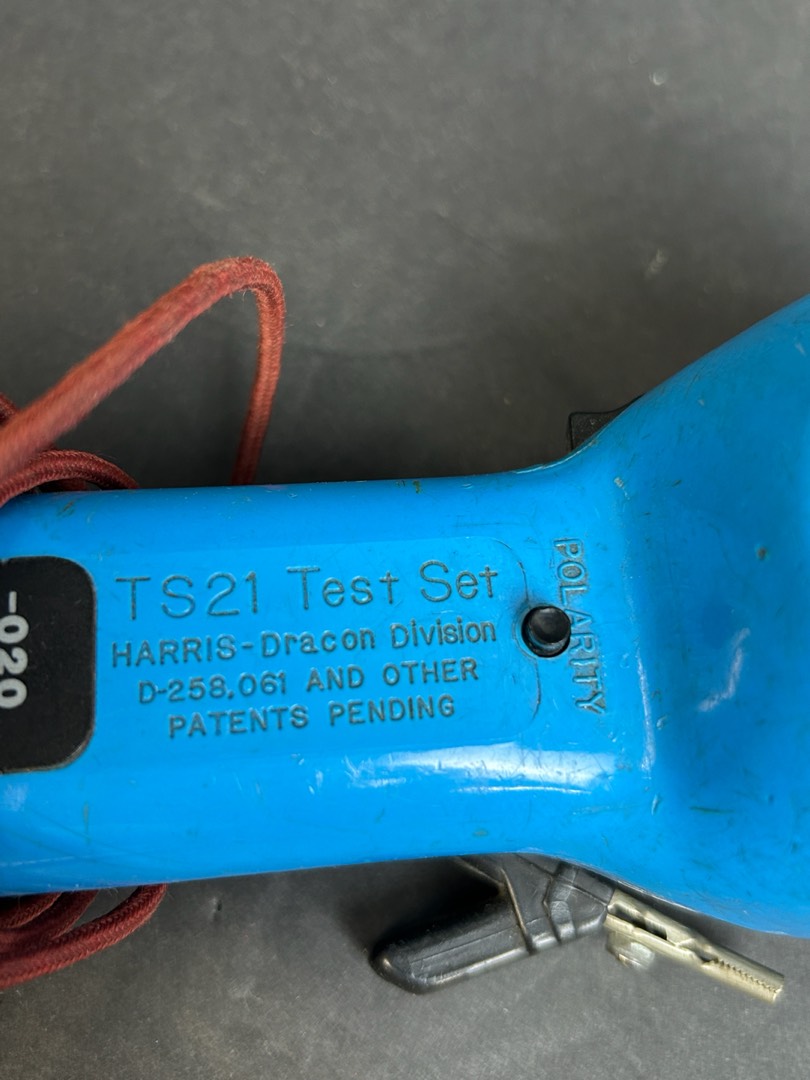 -020
TS21 Test Set
HARRIS-Dracon Division
D-258,061 AND OTHER
PATENTS PENDING
POLARITY